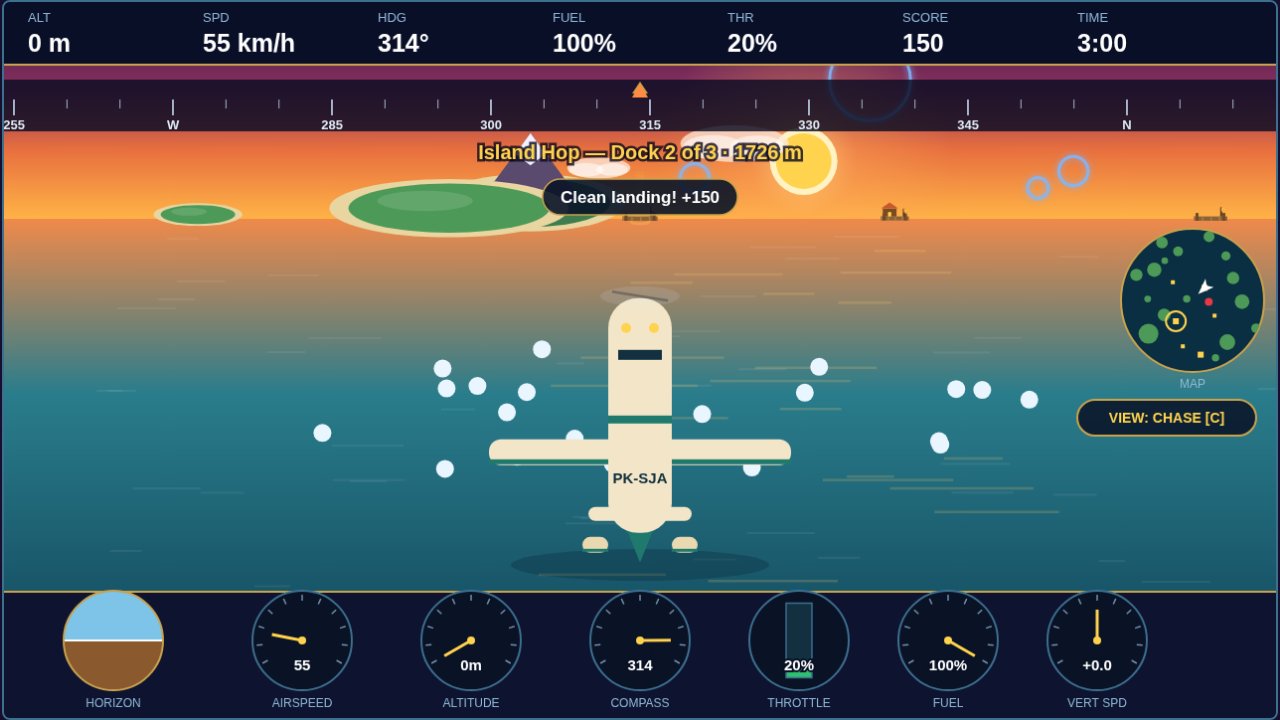 ALT SPD HDG FUEL THR SCORE TIME
0 m 55 km/h 314° 100% 20% 150 3:00
255 W 285 300 315 330 345 N
Island Hop — Dock 2 of 3 · 1726 m
Clean landing! +150
MAP
VIEW: CHASE [C]
PK-SJA
55 0m 314 20% 100% +0.0
HORIZON AIRSPEED ALTITUDE COMPASS THROTTLE FUEL VERT SPD